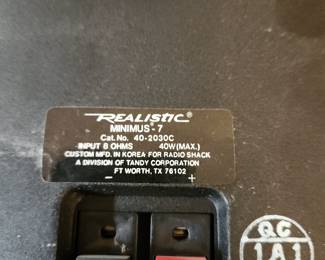 REALISTIC®
MINIMUS-7
Cat. No. 40-2030C
INPUT 8 OHMS 40W(MAX.)
CUSTOM MFD. IN KOREA FOR RADIO SHACK
A DIVISION OF TANDY CORPORATION
FT WORTH, TX 76102
- +
QC
1A1